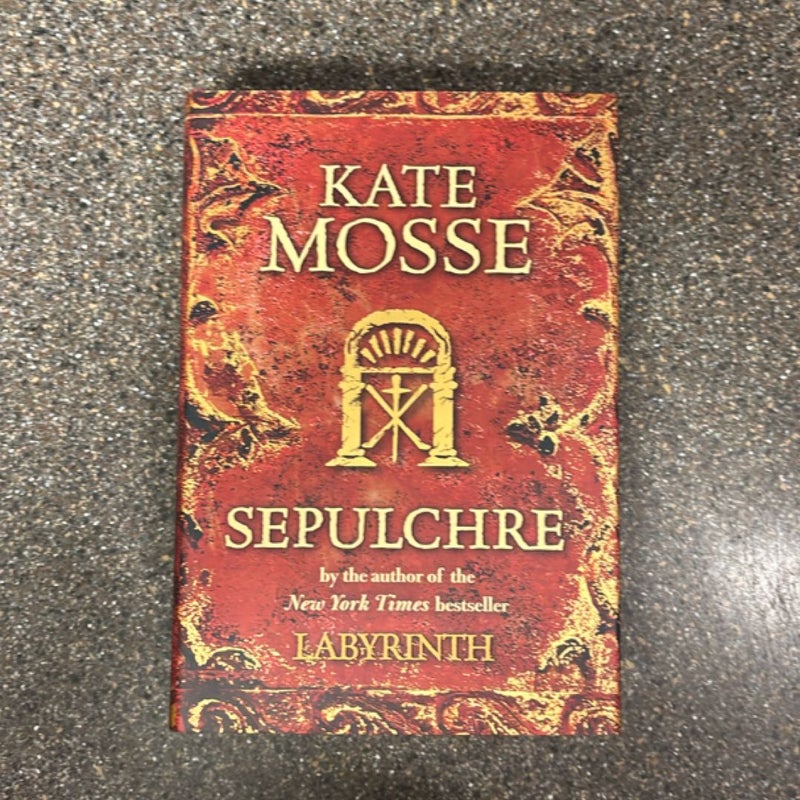 KATE
MOSSE
SEPULCHRE
by the author of the
New York Times bestseller
LABYRINTH